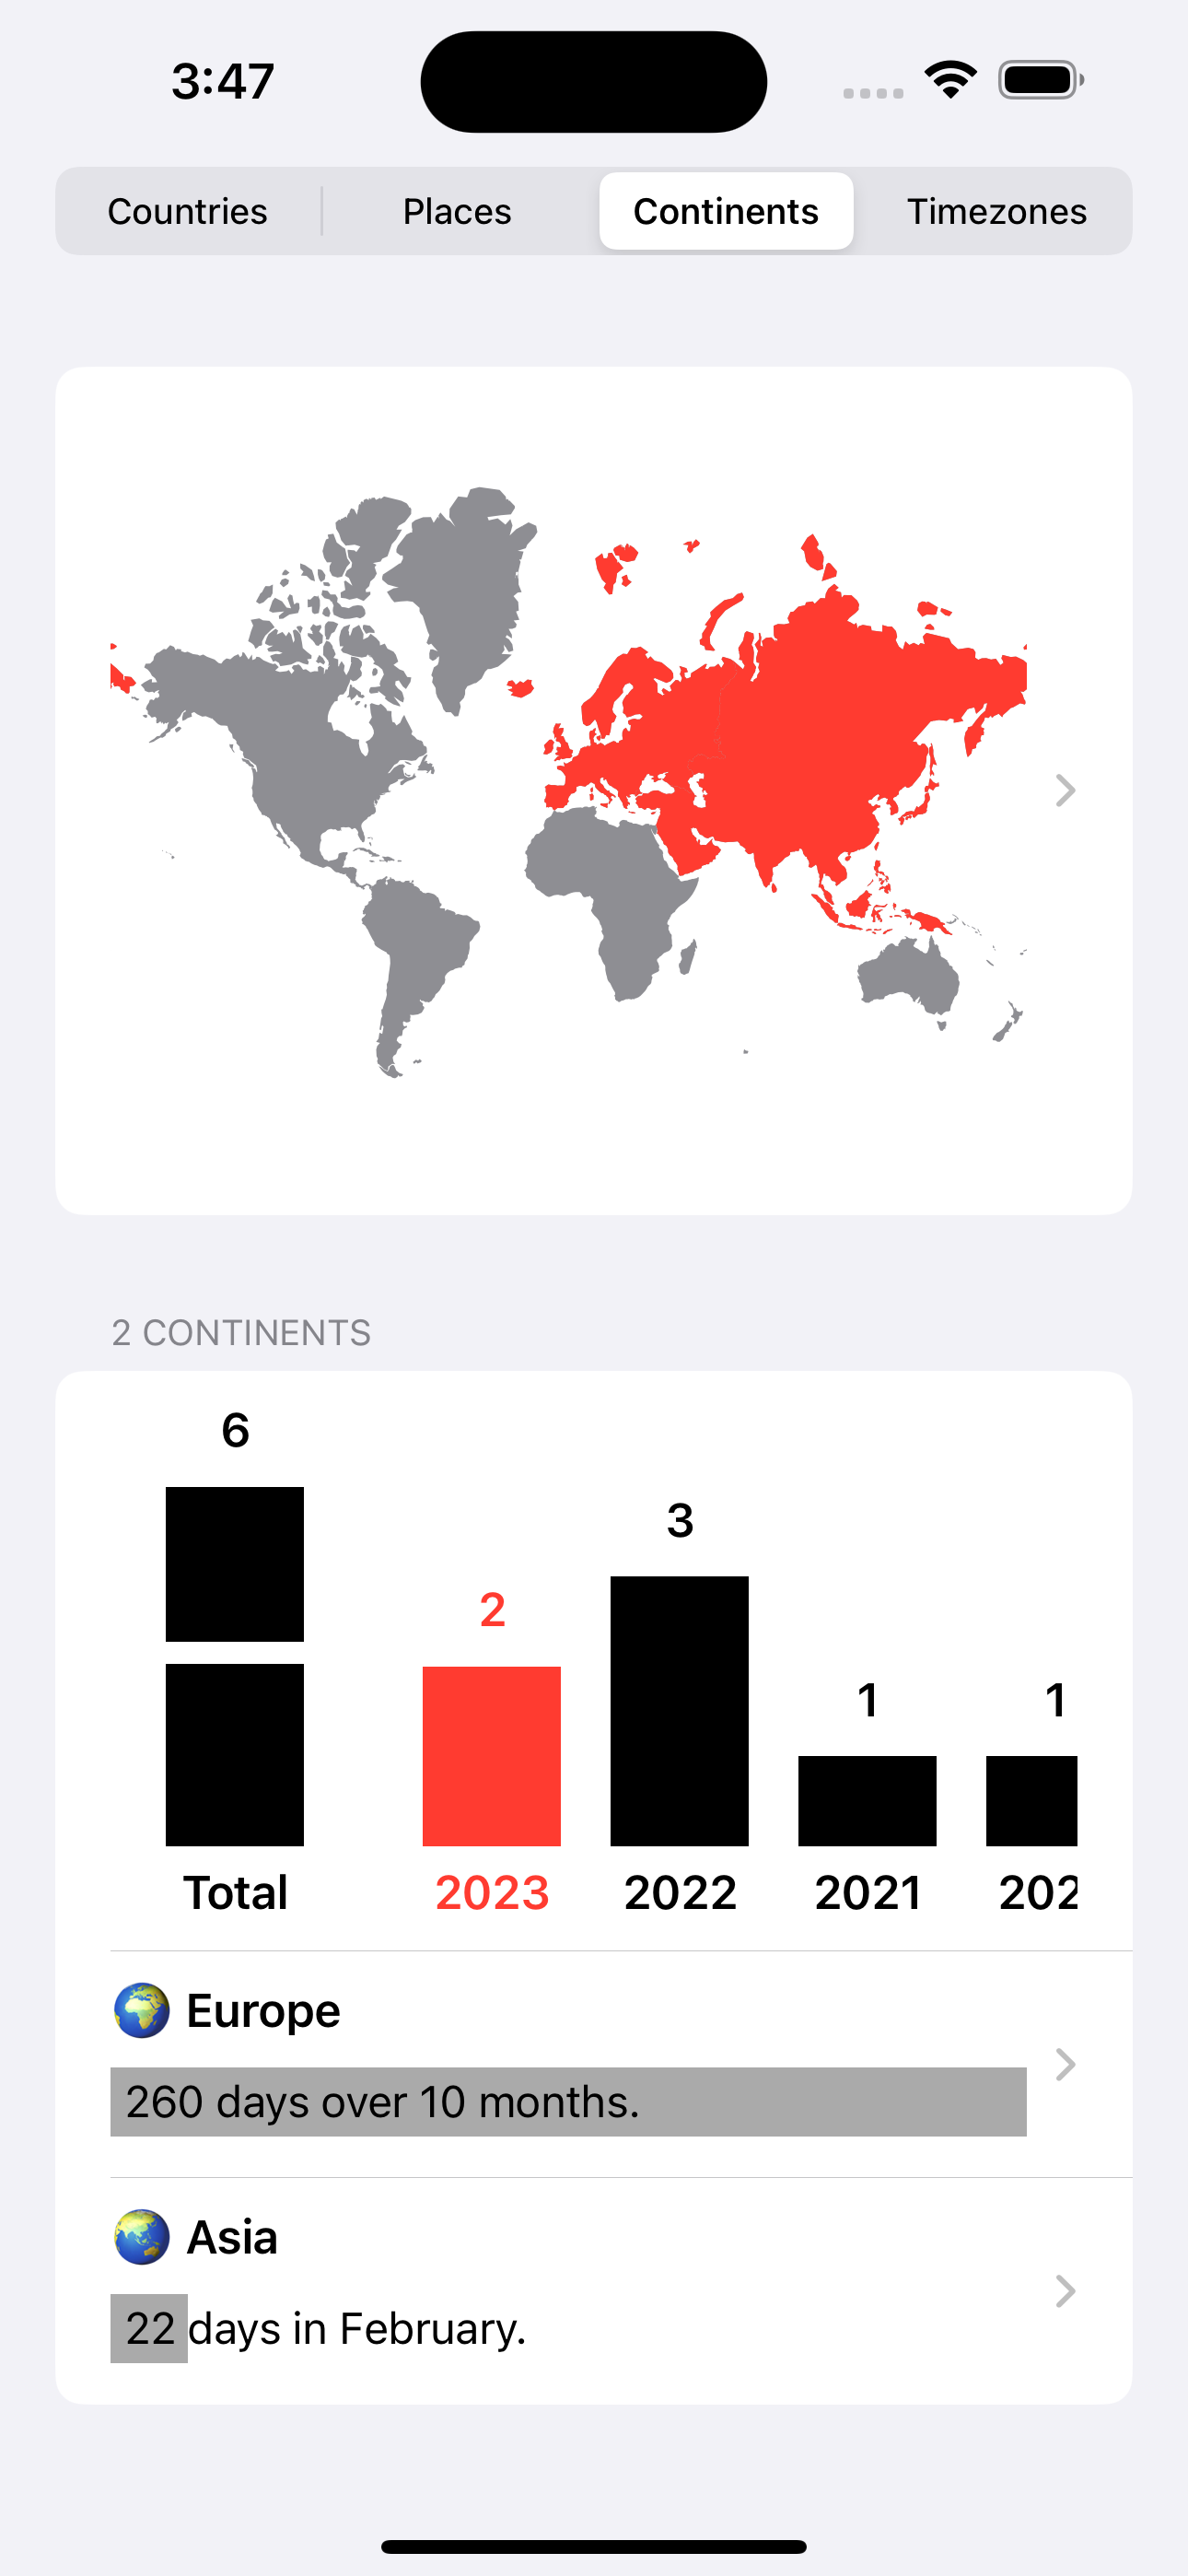 3:47
Countries Places Continents Timezones
2 CONTINENTS
6
3
2
1 1
Total 2023 2022 2021 202
Europe
260 days over 10 months.
Asia
22 days in February.